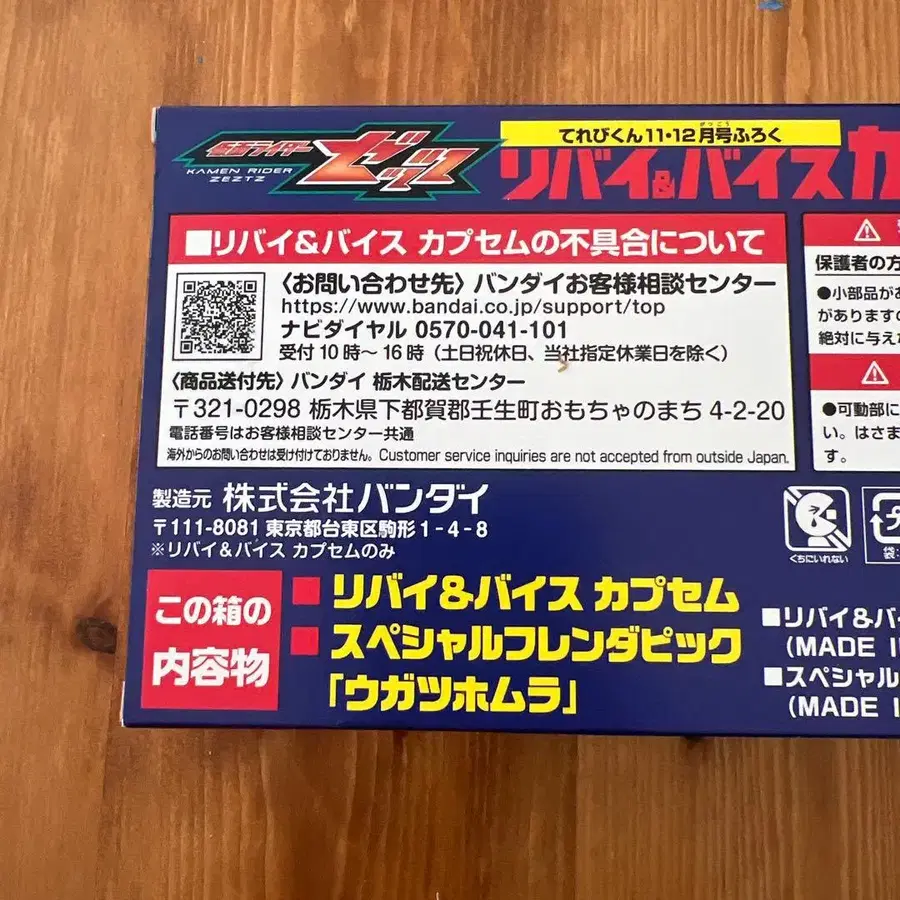 仮面ライダー
ゼッツ
KAMEN RIDER
ZEZTZ
てれびくん11・12月号ふろく
リバイ&バイスカ
■リバイ&バイス カプセムの不具合について
〈お問い合わせ先〉バンダイお客様相談センター
https://www.bandai.co.jp/support/top
ナビダイヤル 0570-041-101
受付10時〜16時（土日祝休日、当社指定休業日を除く）
〈商品送付先〉バンダイ 栃木配送センター
〒321-0298 栃木県下都賀郡壬生町おもちゃのまち 4-2-20
電話番号はお客様相談センター共通
海外からのお問い合わせは受け付けておりません。Customer service inquiries are not accepted from outside Japan.
保護者の方
●小部品が
がありますの
絶対に与え
●可動部に
い。はさま
す。
製造元 株式会社バンダイ
〒111-8081 東京都台東区駒形1-4-8
※リバイ&バイス カプセムのみ
くちにいれない
袋:
この箱の
内容物
■リバイ&バイス カプセム
■スペシャルフレンダピック
「ウガツホムラ」
■リバイ&バイ
(MADE I
■スペシャル
(MADE I